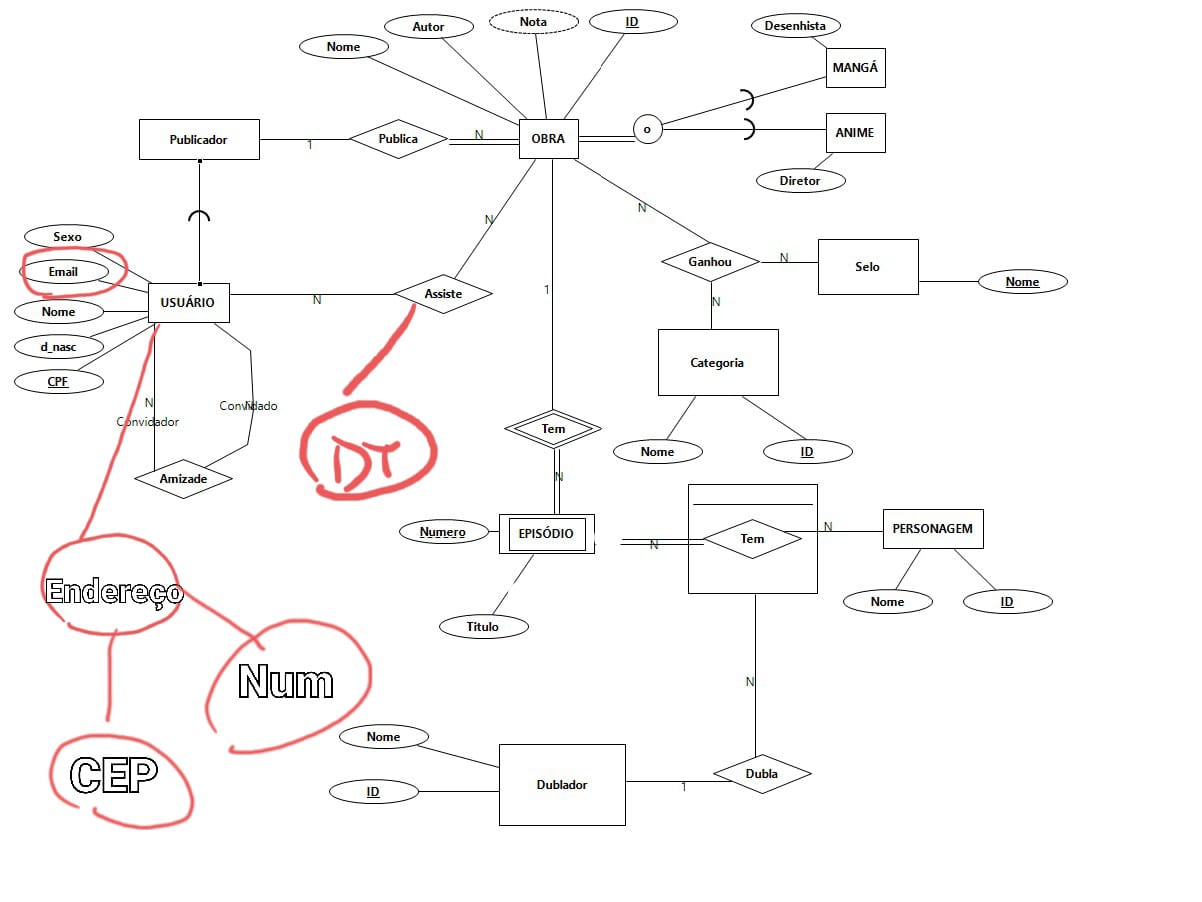 Autor
Nota
ID
Nome
Desenhista
MANGÁ
O
Publicador
1
Publica
N
OBRA
ANIME
Diretor
N
N
Sexo
Email
Nome
d_nasc
CPF
USUÁRIO
N
Assiste
1
Ganhou
N
Selo
Nome
N
Categoria
Nome
ID
N
Convidador
Convidado
N
Amizade
DT
Tem
N
Numero
EPISÓDIO
Titulo
N
Tem
N
PERSONAGEM
Nome
ID
Endereço
Num
CEP
N
Nome
ID
Dublador
1
Dubla